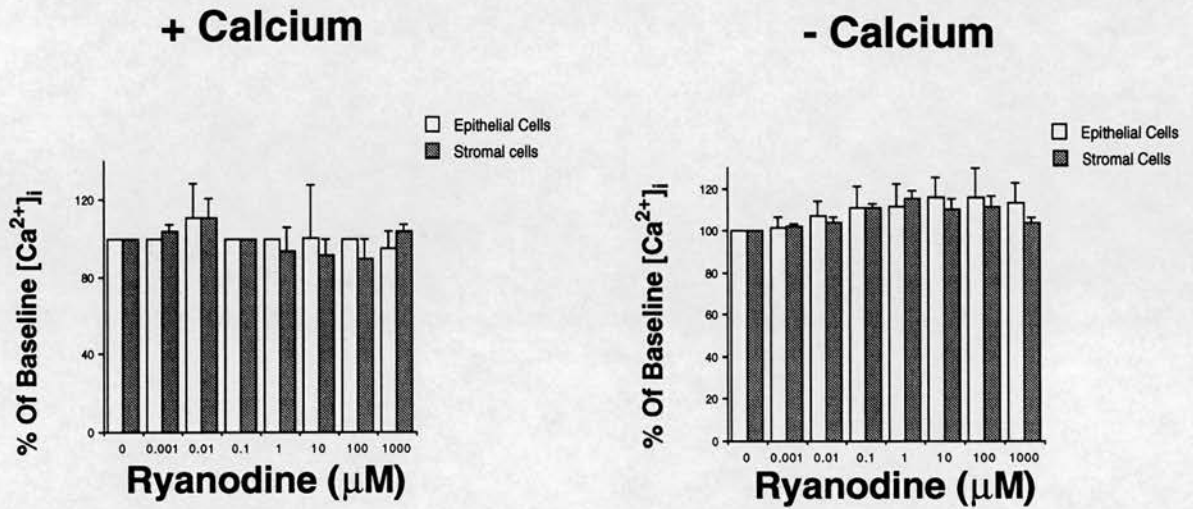 + Calcium
Epithelial Cells
Stromal cells
% Of Baseline [Ca2+]i
120
80
40
0
0 0.001 0.01 0.1 1 10 100 1000
Ryanodine (μM)
- Calcium
Epithelial Cells
Stromal Cells
% Of Baseline [Ca2+]i
120
100
80
60
40
20
0
0 0.001 0.01 0.1 1 10 100 1000
Ryanodine (μM)